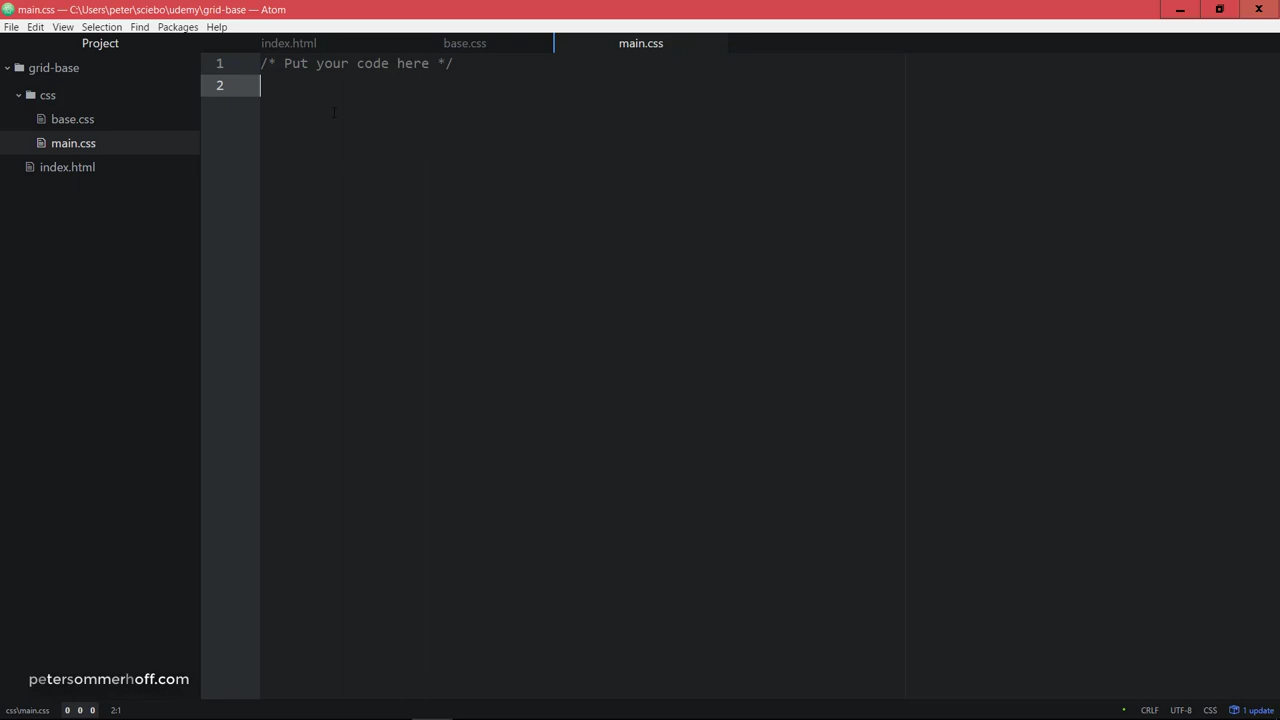 main.css — C:\Users\peter\sciebo\udemy\grid-base — Atom
File Edit View Selection Find Packages Help
Project index.html base.css main.css
grid-base
css
base.css
main.css
index.html
1 /* Put your code here */
2
petersommerhoff.com
css\main.css 0 0 0 2:1 CRLF UTF-8 CSS 1 update